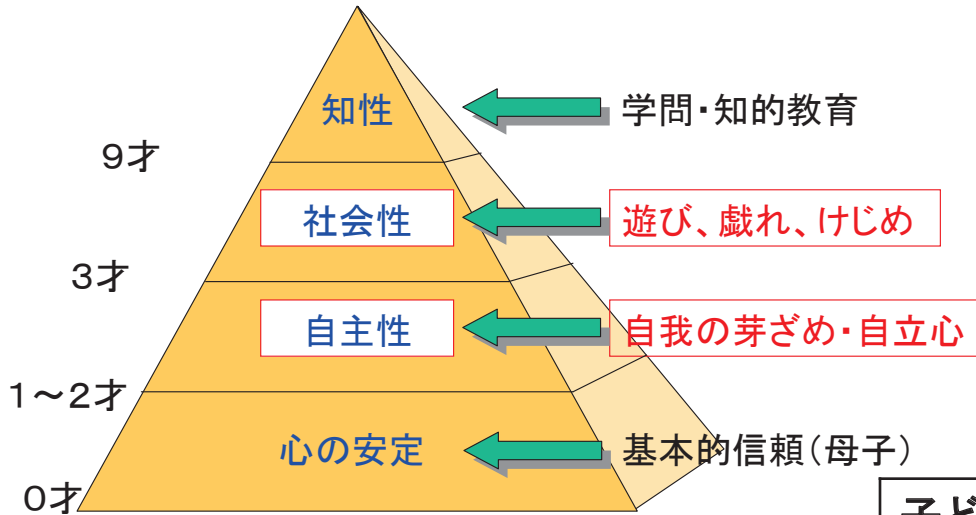 知性
学問・知的教育
9才
社会性
遊び、戯れ、けじめ
3才
自主性
自我の芽ざめ・自立心
1～2才
心の安定
基本的信頼(母子)
0才
子ど